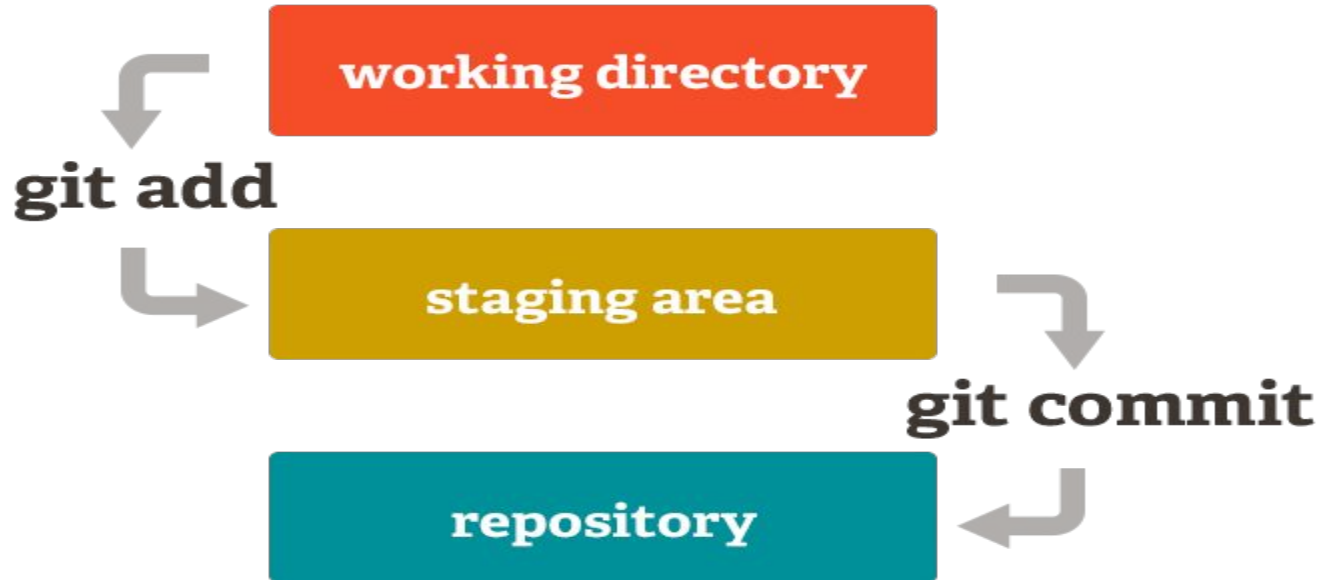 working directory
git add
staging area
git commit
repository